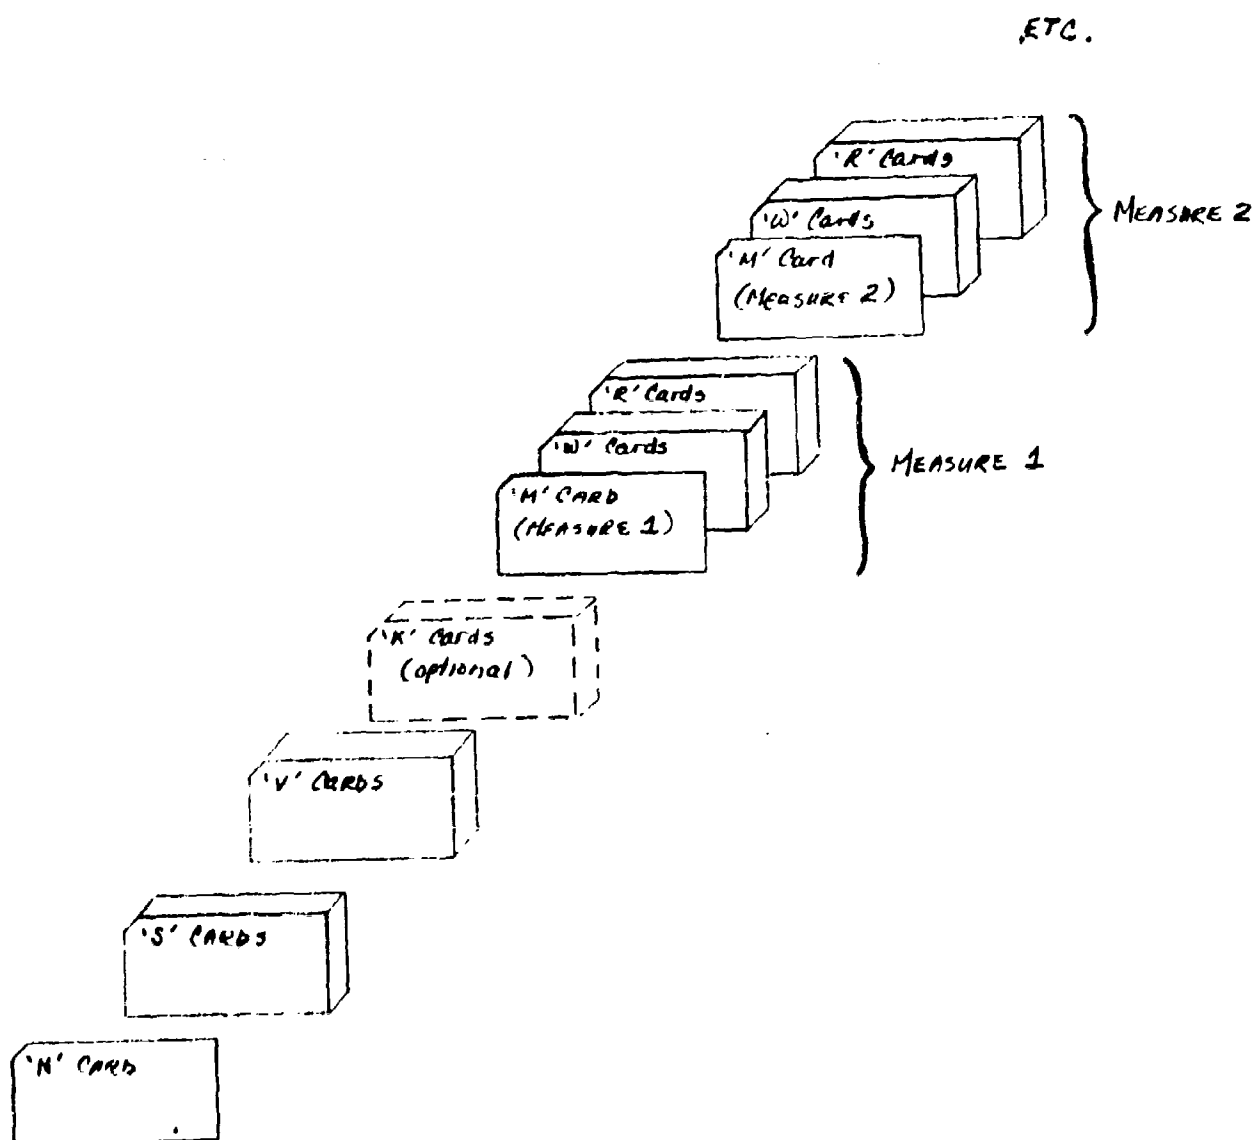 ETC.
'R' Cards
'W' Cards
'M' Card
(MEASURE 2)
MEASURE 2
'R' Cards
'W' Cards
'M' CARD
(MEASURE 1)
MEASURE 1
'K' Cards
(optional)
'V' CARDS
'S' CARDS
CARD